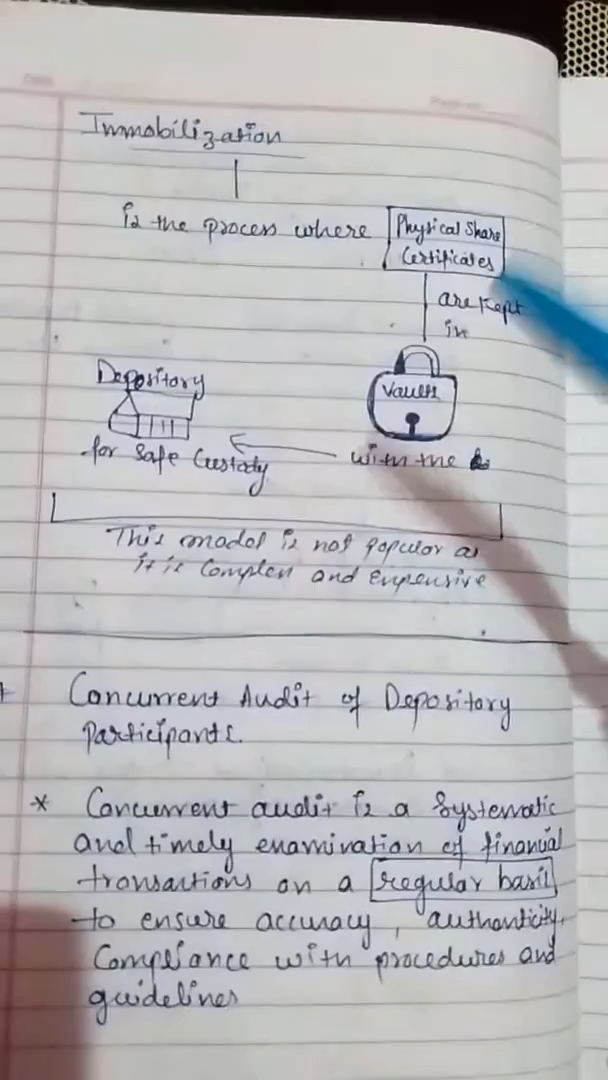 Immobilization
is the process where Physical Share
Certificates
are kept
in
Vaults
with the
Depository
for Safe Custody
This model is not popular as
it is Complex and expensive
Concurrent Audit of Depository
Participants.
* Concurrent audit is a Systematic
and timely examination of financial
transactions on a regular basis
to ensure accuracy, authenticity,
Compliance with procedures and
guidelines